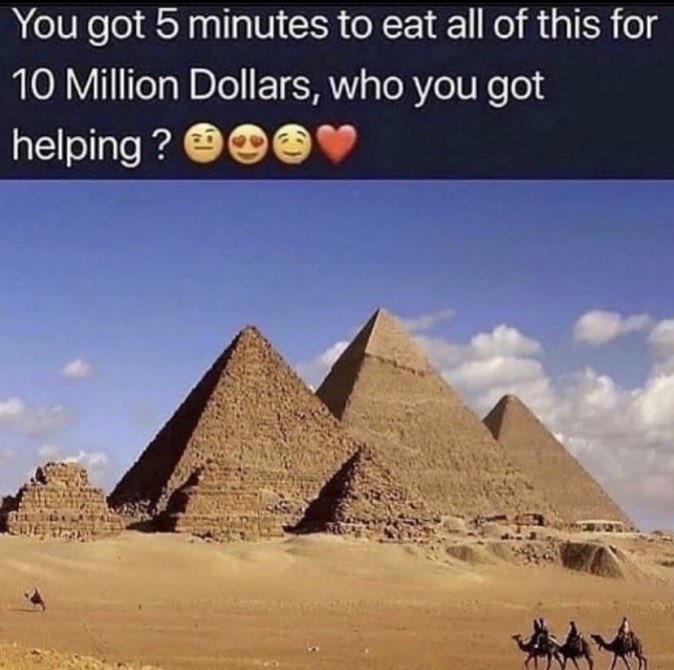 You got 5 minutes to eat all of this for
10 Million Dollars, who you got
helping ? 🤨😍🤤❤️